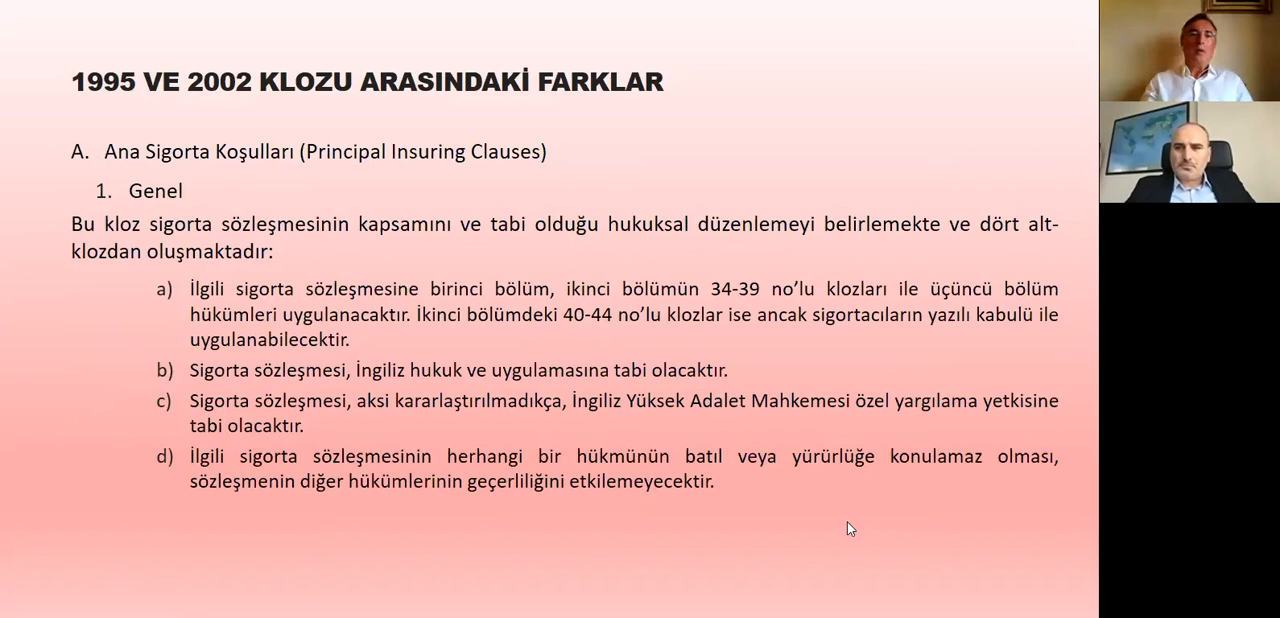 1995 VE 2002 KLOZU ARASINDAKİ FARKLAR
A. Ana Sigorta Koşulları (Principal Insuring Clauses)
1. Genel
Bu kloz sigorta sözleşmesinin kapsamını ve tabi olduğu hukuksal düzenlemeyi belirlemekte ve dört alt-
klozdan oluşmaktadır:
a) İlgili sigorta sözleşmesine birinci bölüm, ikinci bölümün 34-39 no’lu klozları ile üçüncü bölüm
hükümleri uygulanacaktır. İkinci bölümdeki 40-44 no’lu klozlar ise ancak sigortacıların yazılı kabulü ile
uygulanabilecektir.
b) Sigorta sözleşmesi, İngiliz hukuk ve uygulamasına tabi olacaktır.
c) Sigorta sözleşmesi, aksi kararlaştırılmadıkça, İngiliz Yüksek Adalet Mahkemesi özel yargılama yetkisine
tabi olacaktır.
d) İlgili sigorta sözleşmesinin herhangi bir hükmünün batıl veya yürürlüğe konulamaz olması,
sözleşmenin diğer hükümlerinin geçerliliğini etkilemeyecektir.